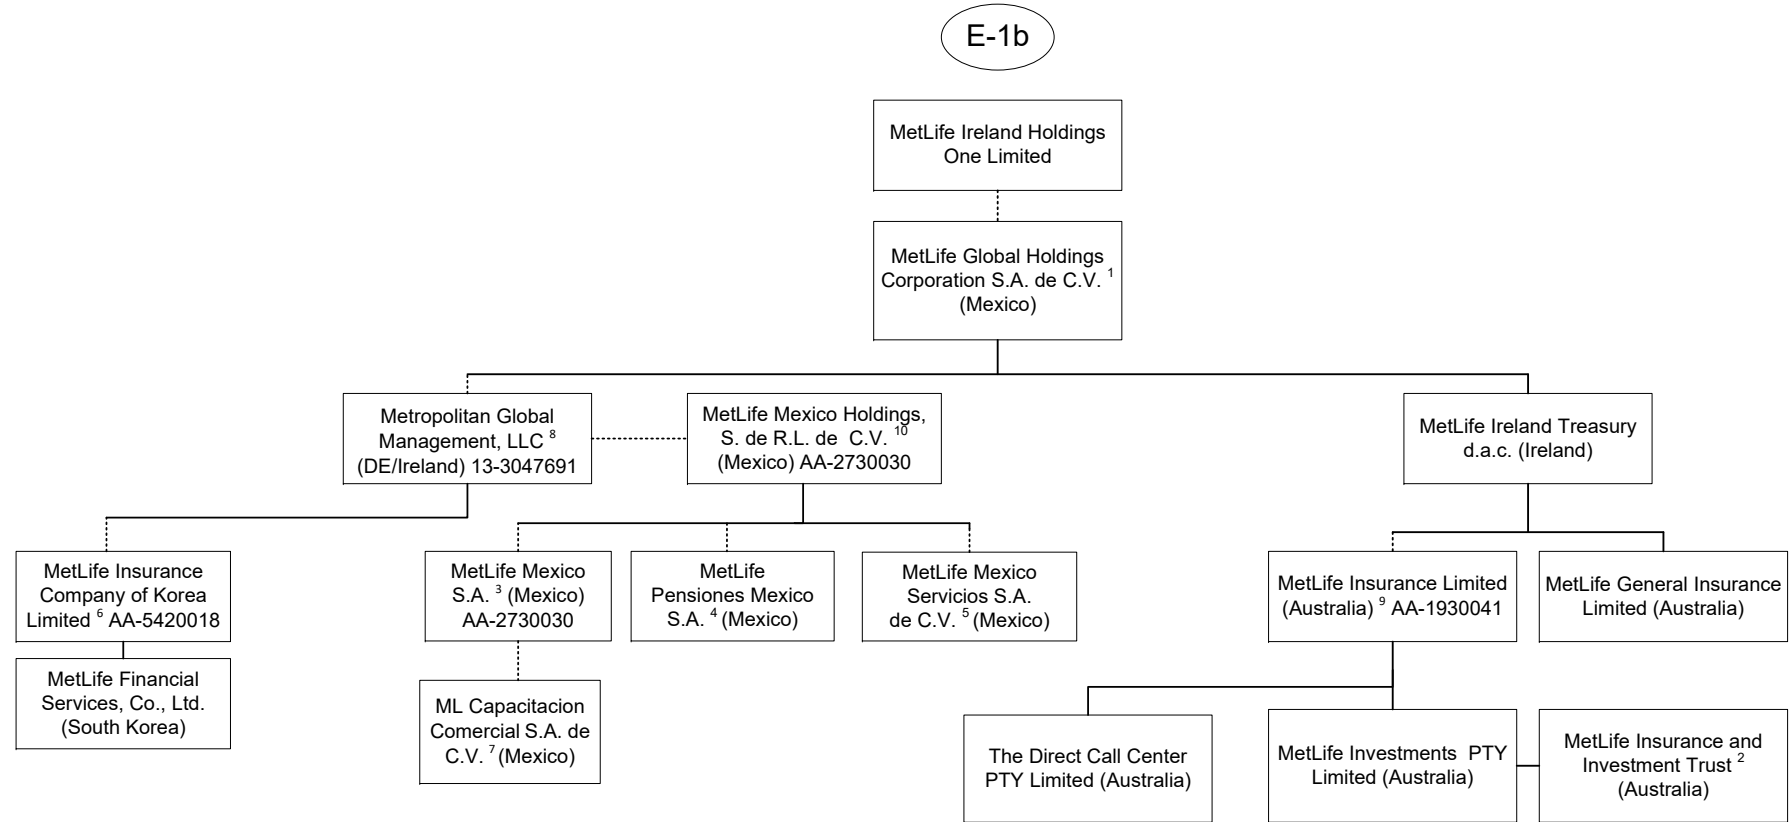 E-1b
MetLife Ireland Holdings
One Limited
MetLife Global Holdings
Corporation S.A. de C.V. 1
(Mexico)
Metropolitan Global
Management, LLC 8
(DE/Ireland) 13-3047691
MetLife Mexico Holdings,
S. de R.L. de C.V. 10
(Mexico) AA-2730030
MetLife Ireland Treasury
d.a.c. (Ireland)
MetLife Insurance
Company of Korea
Limited 6 AA-5420018
MetLife Mexico
S.A. 3 (Mexico)
AA-2730030
MetLife
Pensiones Mexico
S.A. 4 (Mexico)
MetLife Mexico
Servicios S.A.
de C.V. 5 (Mexico)
MetLife Insurance Limited
(Australia) 9 AA-1930041
MetLife General Insurance
Limited (Australia)
MetLife Financial
Services, Co., Ltd.
(South Korea)
ML Capacitacion
Comercial S.A. de
C.V. 7 (Mexico)
The Direct Call Center
PTY Limited (Australia)
MetLife Investments PTY
Limited (Australia)
MetLife Insurance and
Investment Trust 2
(Australia)